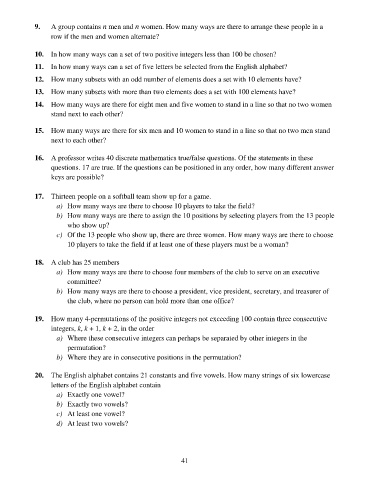 9. A group contains n men and n women. How many ways are there to arrange these people in a
row if the men and women alternate?
10. In how many ways can a set of two positive integers less than 100 be chosen?
11. In how many ways can a set of five letters be selected from the English alphabet?
12. How many subsets with an odd number of elements does a set with 10 elements have?
13. How many subsets with more than two elements does a set with 100 elements have?
14. How many ways are there for eight men and five women to stand in a line so that no two women
stand next to each other?
15. How many ways are there for six men and 10 women to stand in a line so that no two men stand
next to each other?
16. A professor writes 40 discrete mathematics true/false questions. Of the statements in these
questions. 17 are true. If the questions can be positioned in any order, how many different answer
keys are possible?
17. Thirteen people on a softball team show up for a game.
a) How many ways are there to choose 10 players to take the field?
b) How many ways are there to assign the 10 positions by selecting players from the 13 people
who show up?
c) Of the 13 people who show up, there are three women. How many ways are there to choose
10 players to take the field if at least one of these players must be a woman?
18. A club has 25 members
a) How many ways are there to choose four members of the club to serve on an executive
committee?
b) How many ways are there to choose a president, vice president, secretary, and treasurer of
the club, where no person can hold more than one office?
19. How many 4-permutations of the positive integers not exceeding 100 contain three consecutive
integers, k, k + 1, k + 2, in the order
a) Where these consecutive integers can perhaps be separated by other integers in the
permutation?
b) Where they are in consecutive positions in the permutation?
20. The English alphabet contains 21 constants and five vowels. How many strings of six lowercase
letters of the English alphabet contain
a) Exactly one vowel?
b) Exactly two vowels?
c) At least one vowel?
d) At least two vowels?
41